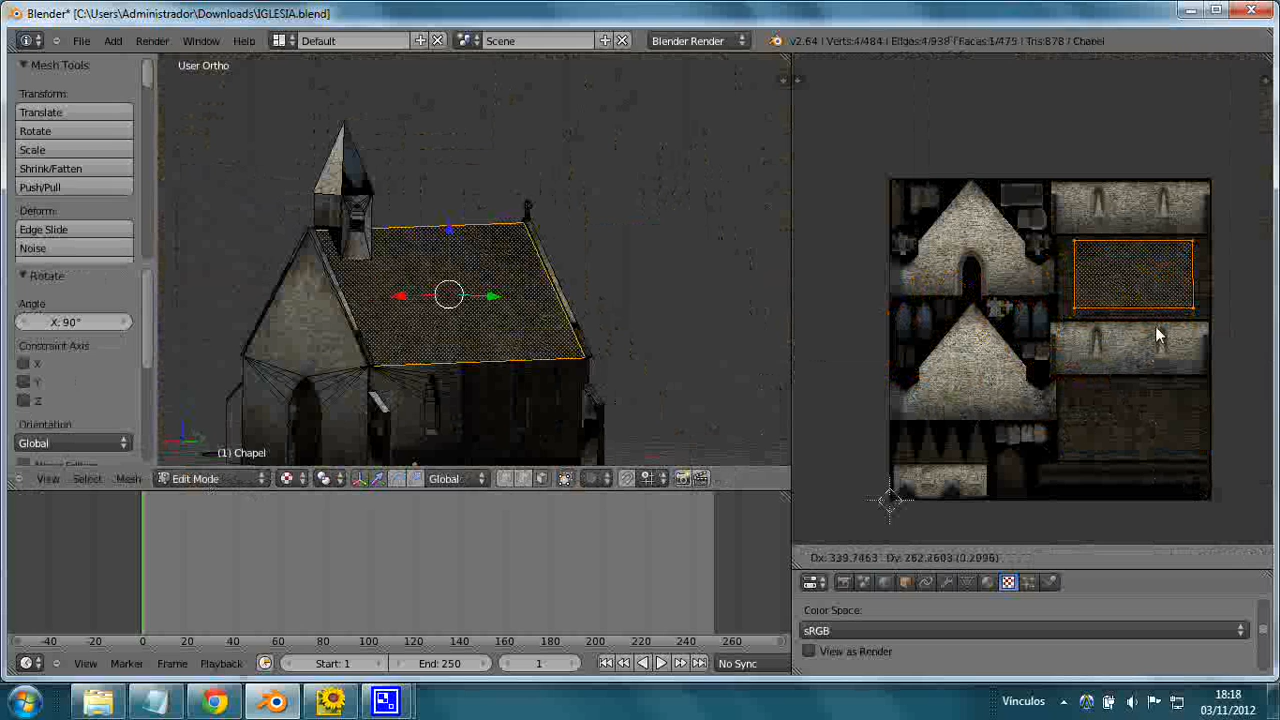 Blender* [C:\Users\Administrador\Downloads\IGLESIA.blend]
File Add Render Window Help Default Scene Blender Render v2.64 | Verts:4/484 | Edges:4/938 | Faces:1/475 | Tris:878 | Chapel
Mesh Tools
User Ortho
Transform:
Translate
Rotate
Scale
Shrink/Fatten
Push/Pull
Deform:
Edge Slide
Noise
Rotate
Angle
X: 90°
Constraint Axis
X
Y
Z
Orientation
Global
(1) Chapel
View Select Mesh Edit Mode Global
Dx: 339.7463 Dy: 262.1603 (0.2996)
Color Space:
sRGB
View as Render
-40 -20 0 20 40 60 80 100 120 140 160 180 200 220 240 260
View Marker Frame Playback Start: 1 End: 250 1 No Sync
Vínculos
18:18
03/11/2012